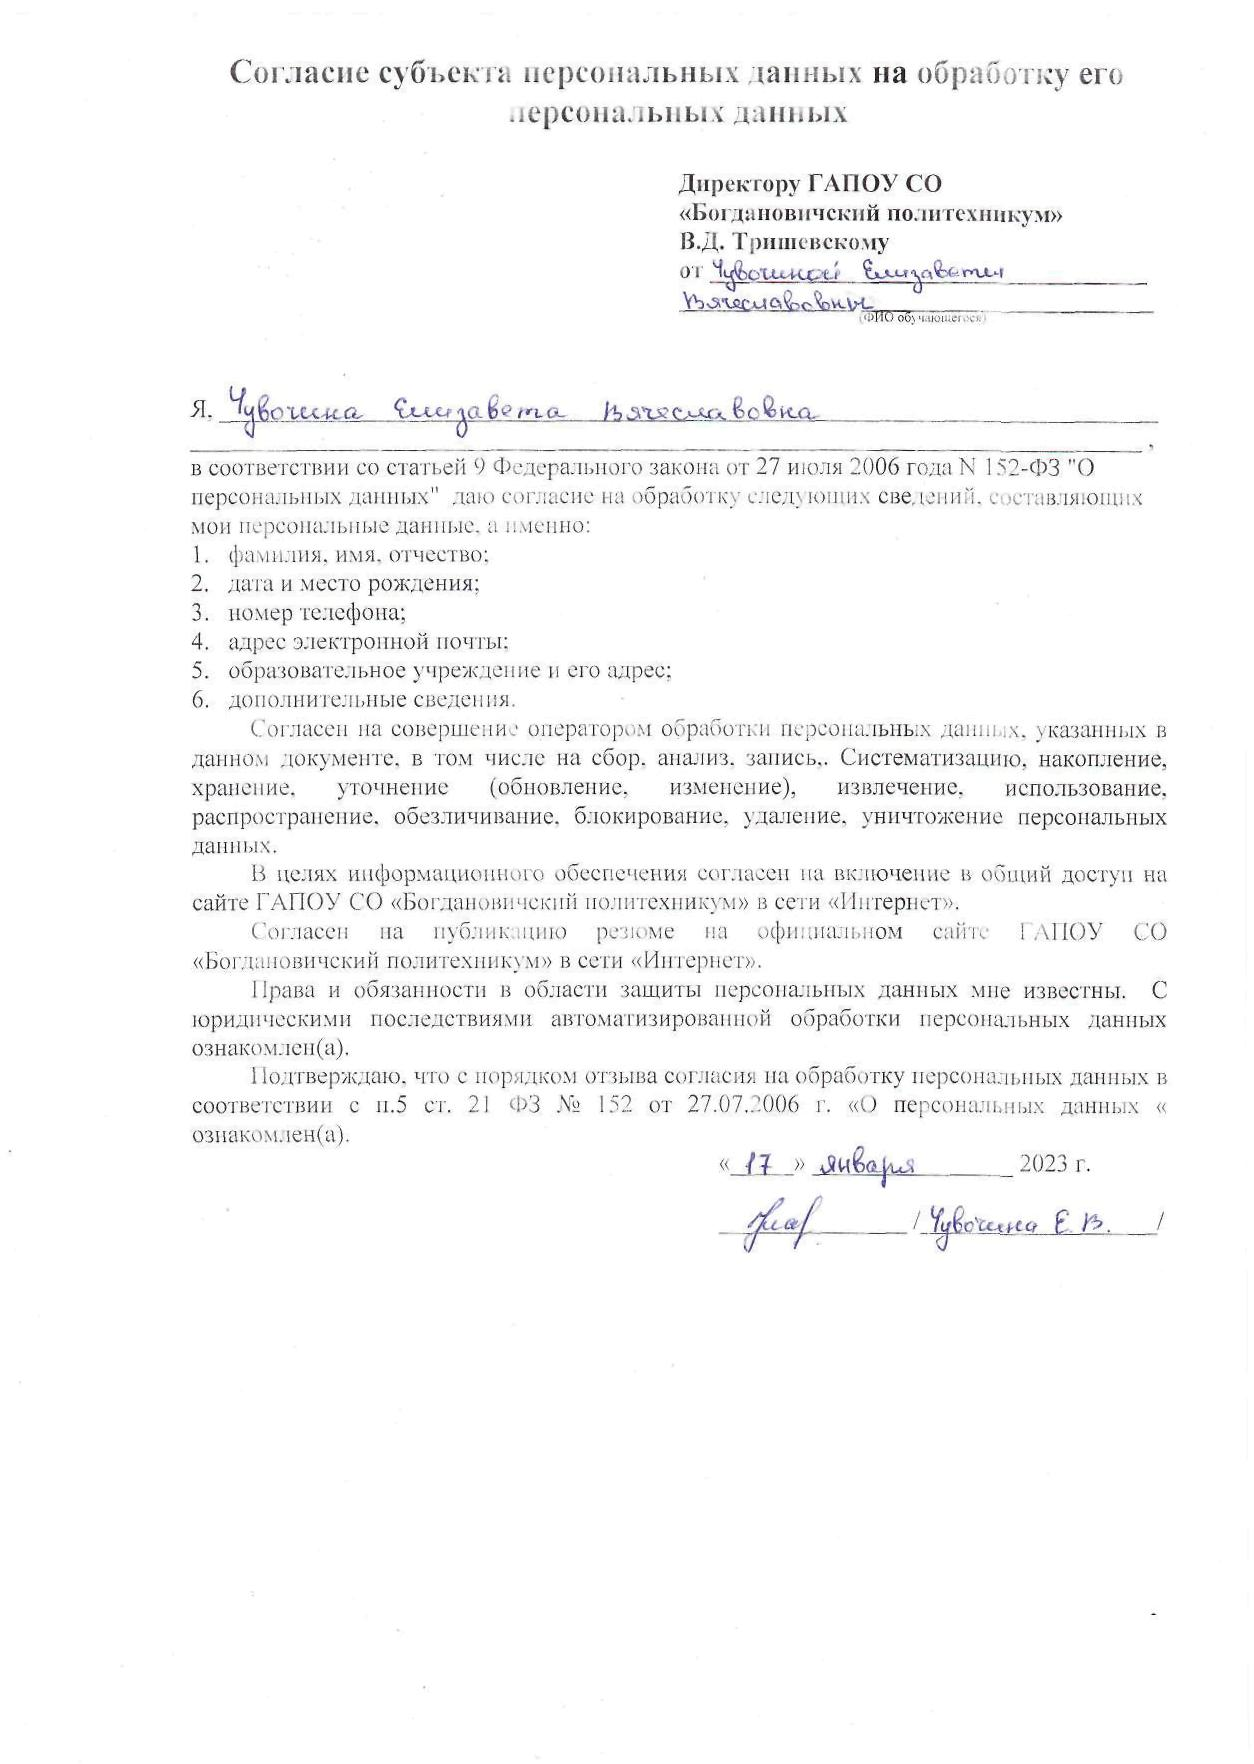 Согласие субъекта персональных данных на обработку его
персональных данных
Директору ГАПОУ СО
«Богдановичский политехникум»
В.Д. Тришевскому
от Чувочиной Елизаветы
Вячеславовны
(ФИО обучающегося)
Я, Чувочина Елизавета Вячеславовна
,
в соответствии со статьей 9 Федерального закона от 27 июля 2006 года N 152-ФЗ "О
персональных данных" даю согласие на обработку следующих сведений, составляющих
мои персональные данные, а именно:
1. фамилия, имя, отчество;
2. дата и место рождения;
3. номер телефона;
4. адрес электронной почты;
5. образовательное учреждение и его адрес;
6. дополнительные сведения.
Согласен на совершение оператором обработки персональных данных, указанных в
данном документе, в том числе на сбор, анализ, запись,. Систематизацию, накопление,
хранение, уточнение (обновление, изменение), извлечение, использование,
распространение, обезличивание, блокирование, удаление, уничтожение персональных
данных.
В целях информационного обеспечения согласен на включение в общий доступ на
сайте ГАПОУ СО «Богдановичский политехникум» в сети «Интернет».
Согласен на публикацию резюме на официальном сайте ГАПОУ СО
«Богдановичский политехникум» в сети «Интернет».
Права и обязанности в области защиты персональных данных мне известны. С
юридическими последствиями автоматизированной обработки персональных данных
ознакомлен(а).
Подтверждаю, что с порядком отзыва согласия на обработку персональных данных в
соответствии с п.5 ст. 21 ФЗ № 152 от 27.07.2006 г. «О персональных данных «
ознакомлен(а).
« 17 » января 2023 г.
/ Чувочина Е. В. /